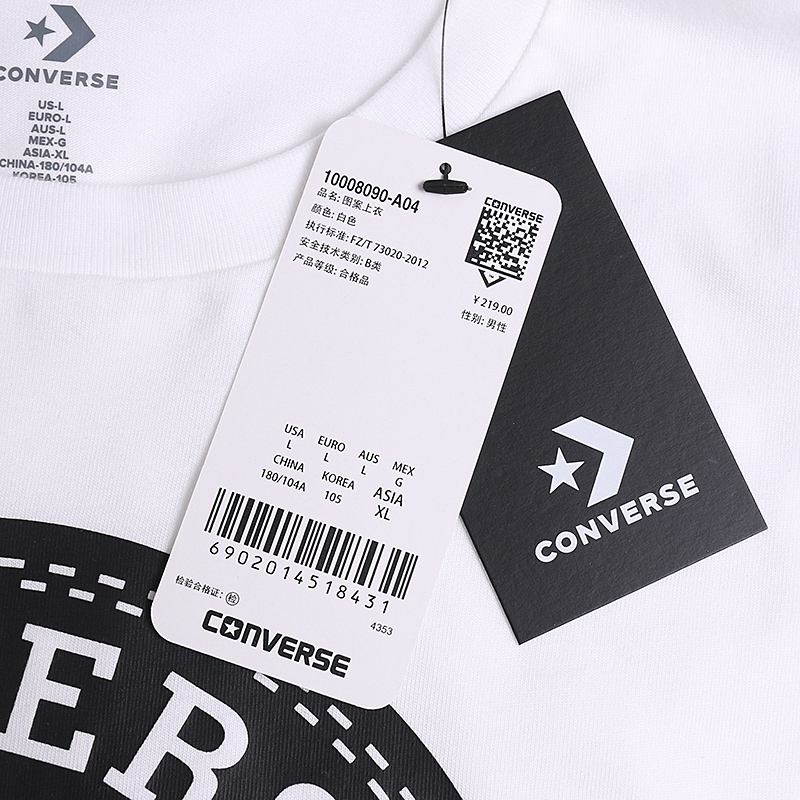 CONVERSE
US-L
EURO-L
AUS-L
MEX-G
ASIA-XL
CHINA-180/104A
KOREA-105
10008090-A04
品名: 图案上衣
颜色: 白色
执行标准: FZ/T 73020-2012
安全技术类别: B类
产品等级: 合格品
CONVERSE
¥ 219.00
性别: 男性
USA EURO AUS MEX
L L L G
CHINA KOREA ASIA
180/104A 105 XL
6902014518431
检验合格证: 检
4353
CONVERSE
CONVERSE
ER